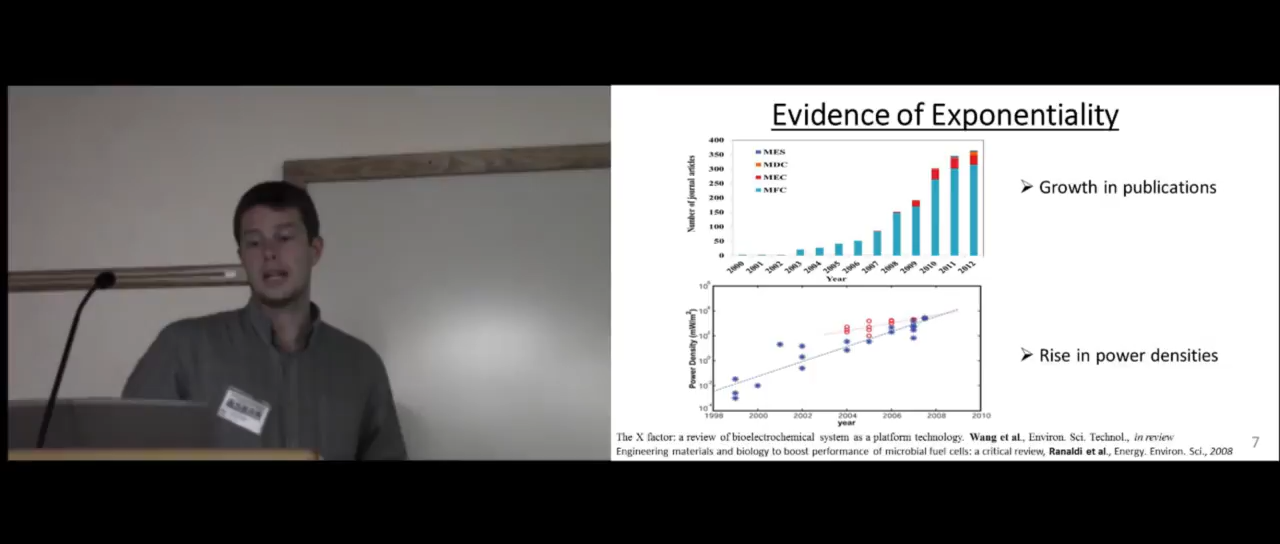 Evidence of Exponentiality
400
350
300
250
200
150
100
50
0
Number of journal articles
MES
MDC
MEC
MFC
2000 2001 2002 2003 2004 2005 2006 2007 2008 2009 2010 2011 2012
Year
➢ Growth in publications
Power Density (mW/m²)
1998 2000 2002 2004 2006 2008 2010
year
➢ Rise in power densities
The X factor: a review of bioelectrochemical system as a platform technology. Wang et al., Environ. Sci. Technol., in review
Engineering materials and biology to boost performance of microbial fuel cells: a critical review, Ranaldi et al., Energy. Environ. Sci., 2008
7